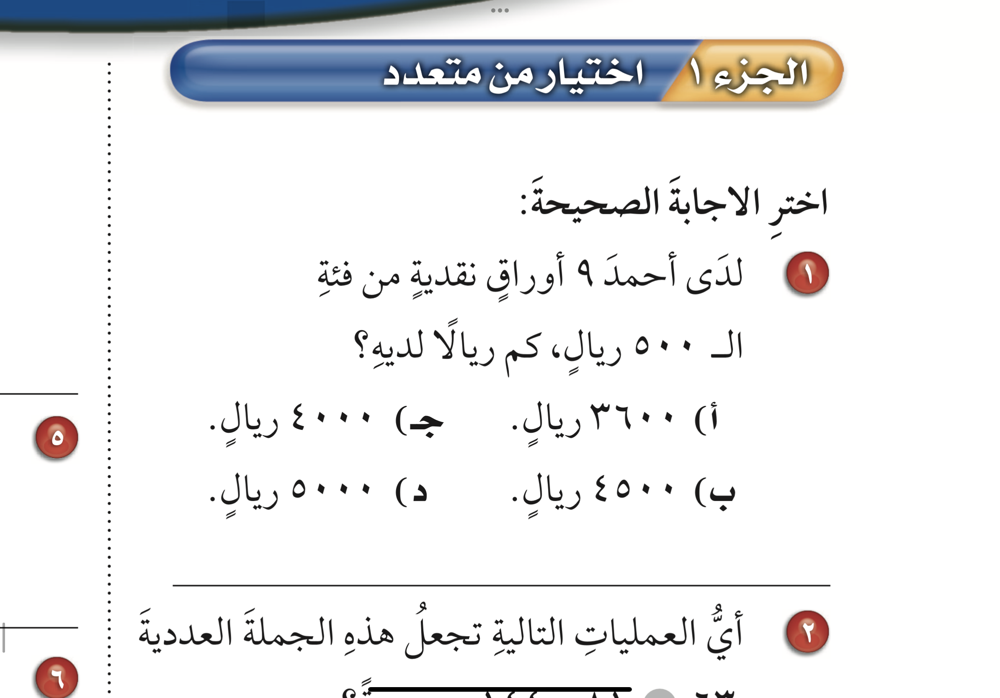 الجزء ١ اختيار من متعدد
اخترِ الاجابةَ الصحيحةَ:
١ لدَى أحمدَ ٩ أوراقٍ نقديةٍ من فئةِ
الـ ٥٠٠ ريالٍ، كم ريالًا لديهِ؟
أ) ٣٦٠٠ ريالٍ. جـ) ٤٠٠٠ ريالٍ.
ب) ٤٥٠٠ ريالٍ. د) ٥٠٠٠ ريالٍ.
٢ أيُّ العملياتِ التاليةِ تجعلُ هذهِ الجملةَ العدديةَ
٥
٦